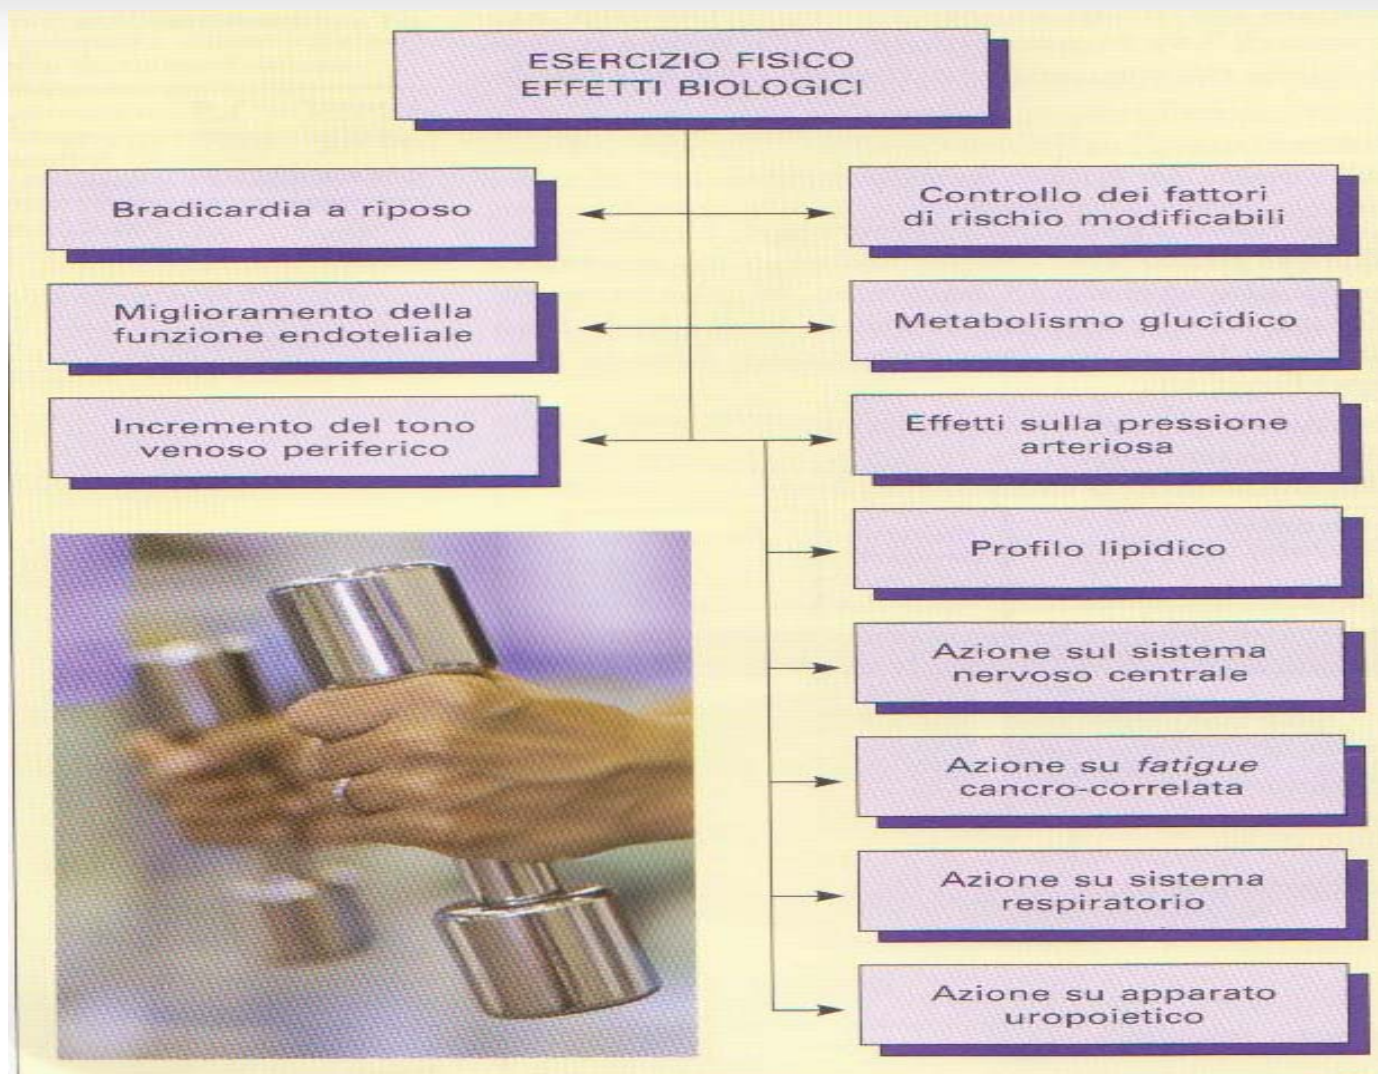 ESERCIZIO FISICO
EFFETTI BIOLOGICI
Bradicardia a riposo
Miglioramento della
funzione endoteliale
Incremento del tono
venoso periferico
Controllo dei fattori
di rischio modificabili
Metabolismo glucidico
Effetti sulla pressione
arteriosa
Profilo lipidico
Azione sul sistema
nervoso centrale
Azione su fatigue
cancro-correlata
Azione su sistema
respiratorio
Azione su apparato
uropoietico